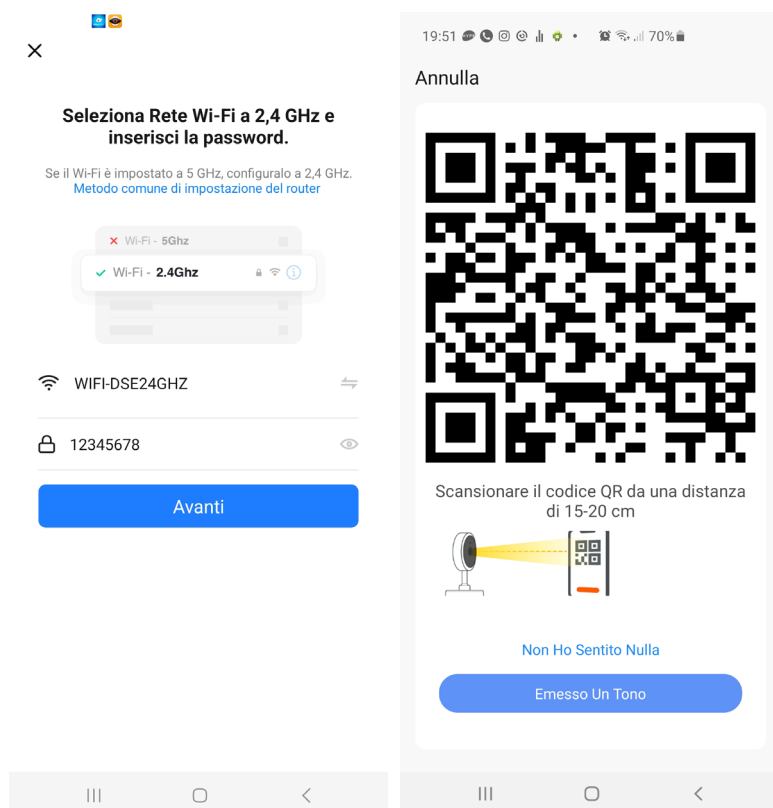 Seleziona Rete Wi-Fi a 2,4 GHz e
inserisci la password.
Se il Wi-Fi è impostato a 5 GHz, configuralo a 2,4 GHz.
Metodo comune di impostazione del router
Wi-Fi - 5Ghz
Wi-Fi - 2.4Ghz
WIFI-DSE24GHZ
12345678
Avanti
19:51 70%
Annulla
Scansionare il codice QR da una distanza
di 15-20 cm
Non Ho Sentito Nulla
Emesso Un Tono